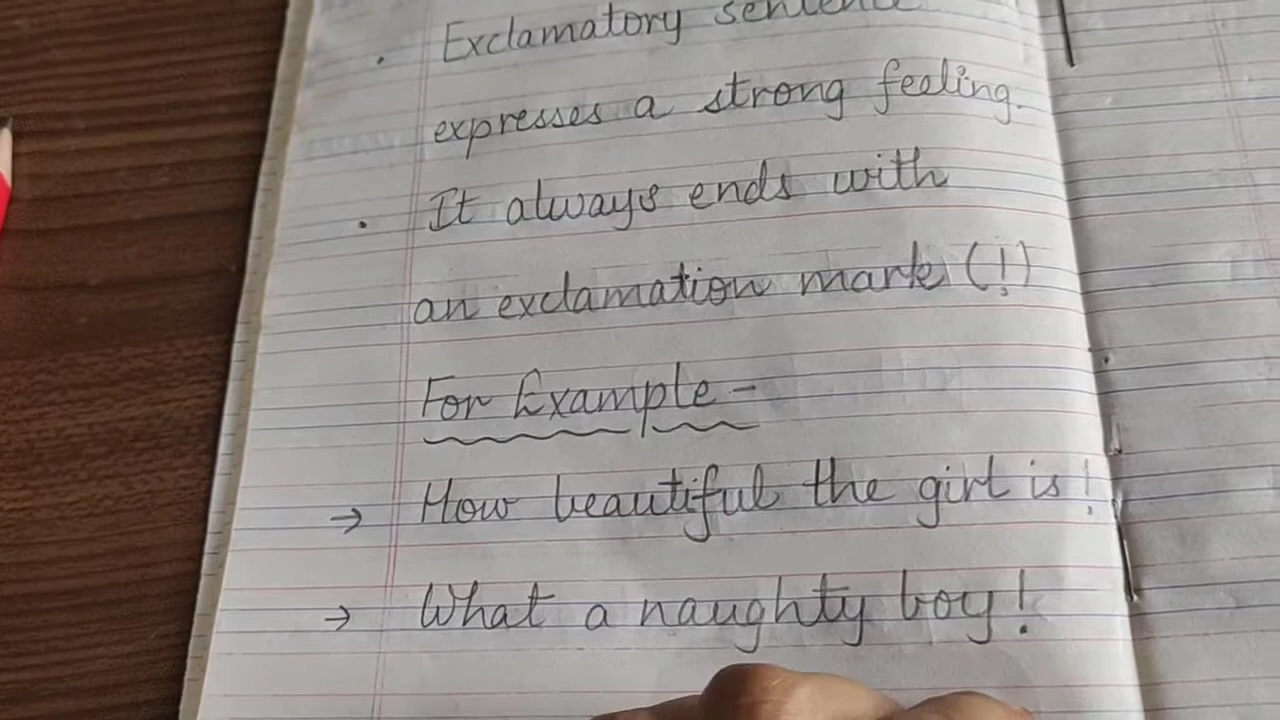 . Exclamatory sentence
expresses a strong feeling.
. It always ends with
an exclamation mark (!)
For Example -
→ How beautiful the girl is!
→ What a naughty boy!